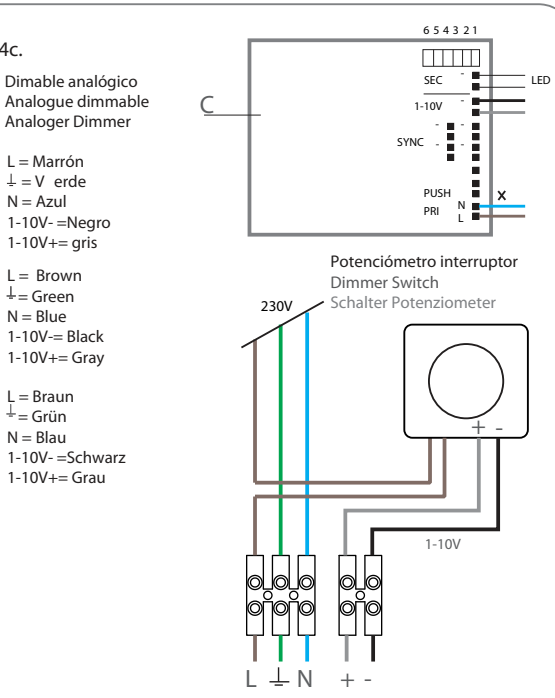 4c.
Dimable analógico
Analogue dimmable
Analoger Dimmer
L = Marrón
⏚ = V erde
N = Azul
1-10V- =Negro
1-10V+= gris
L = Brown
⏚ = Green
N = Blue
1-10V-= Black
1-10V+= Gray
L = Braun
⏚ = Grün
N = Blau
1-10V- =Schwarz
1-10V+= Grau
C
6 5 4 3 2 1
SEC -
LED
1-10V -
- -
SYNC - -
PUSH
X
PRI N
L
Potenciómetro interruptor
Dimmer Switch
Schalter Potenziometer
230V
+ -
1-10V
L ⏚ N + -